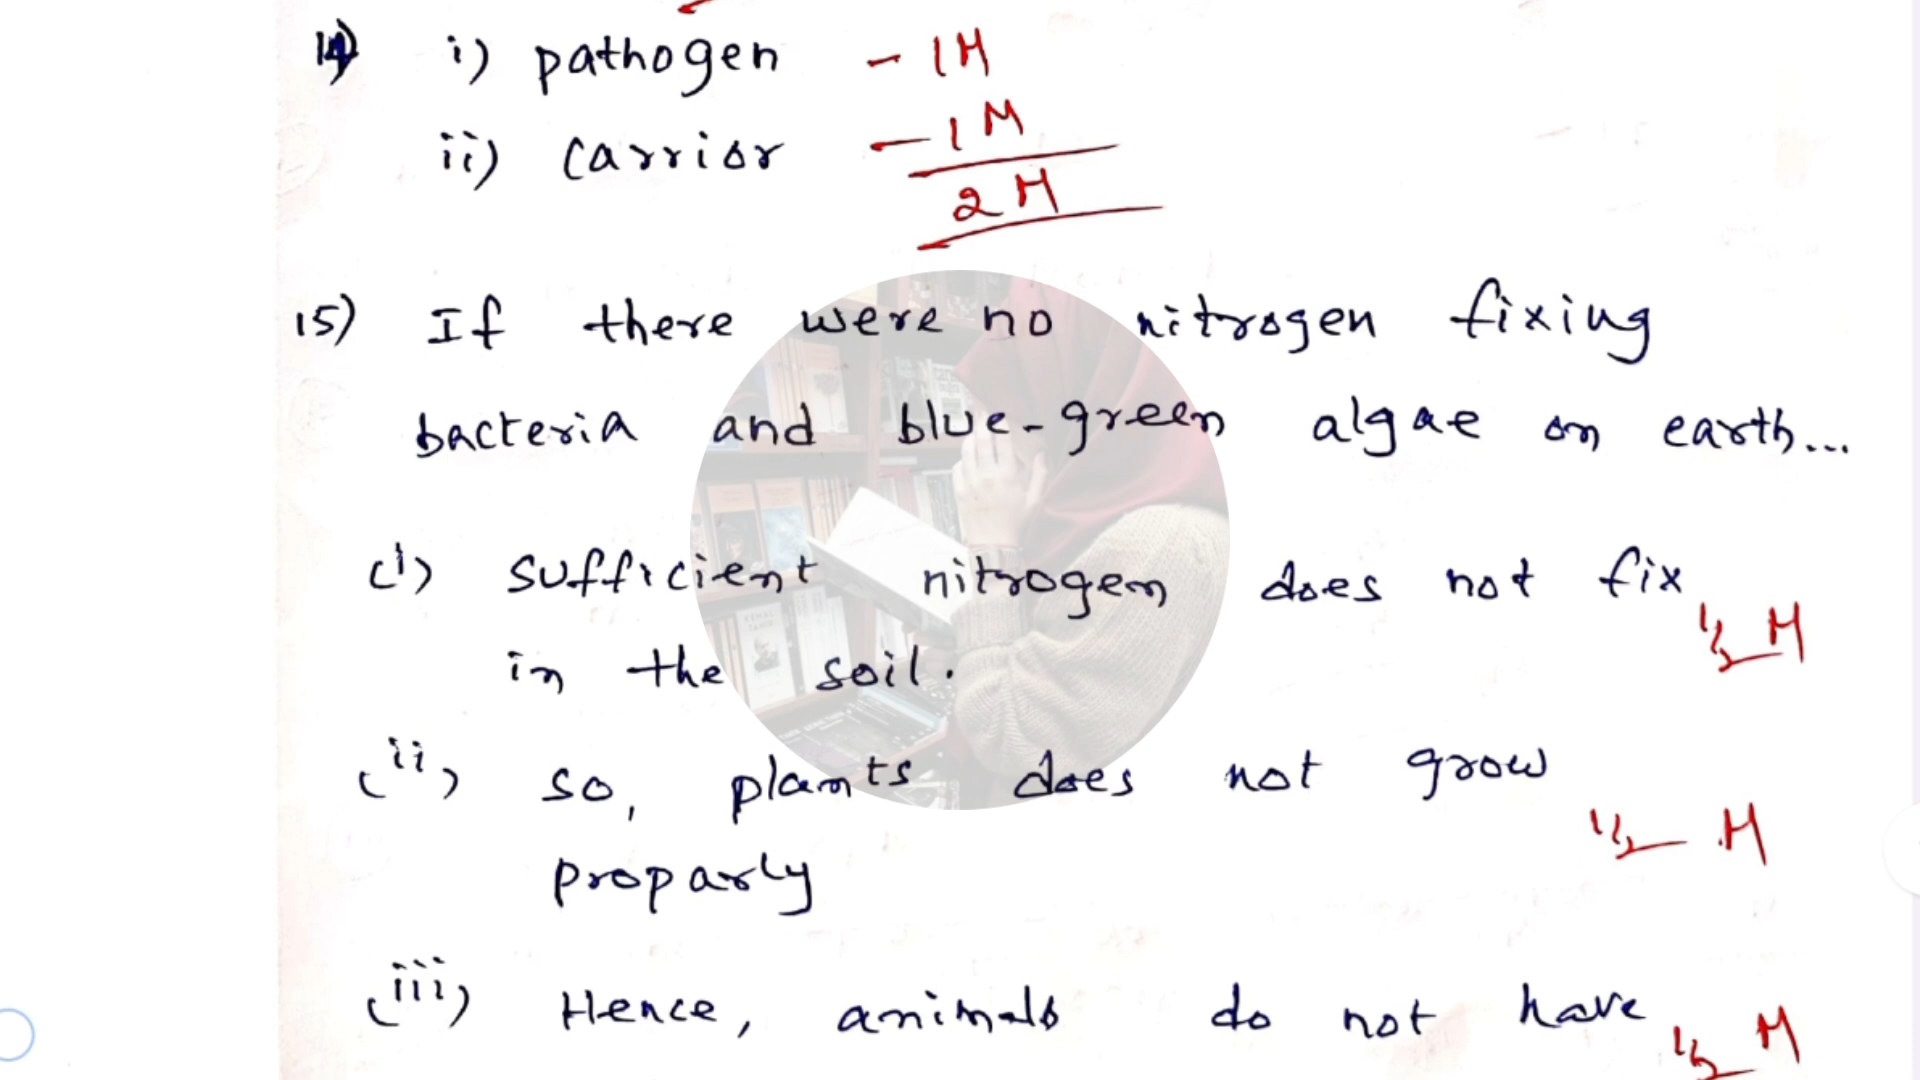 14) i) pathogen - 1M
ii) carrior - 1M
2M
15) If there were no nitrogen fixing
bacteria and blue-green algae on earth...
(i) sufficient nitrogen does not fix
in the soil. 1/2 M
(ii) so, plants does not grow
proparly 1/2 M
(iii) Hence, animals do not have 1/2 M